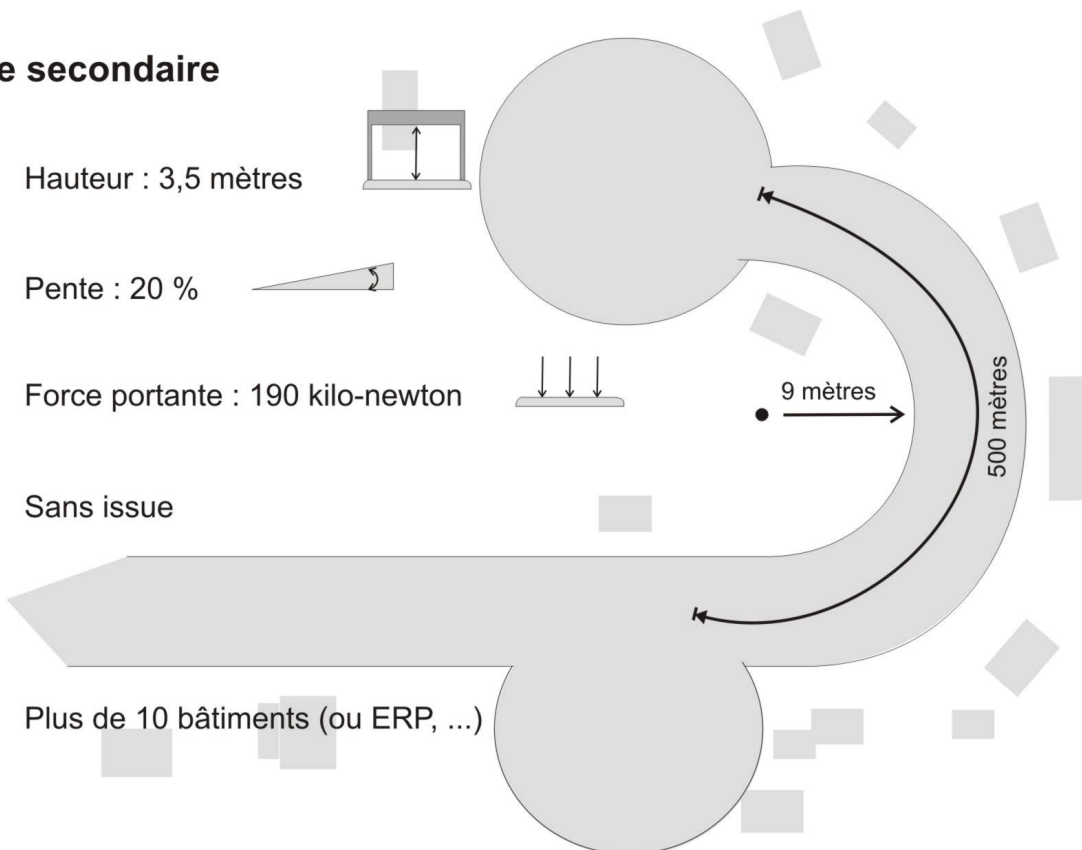 e secondaire
Hauteur : 3,5 mètres
Pente : 20 %
Force portante : 190 kilo-newton
9 mètres
500 mètres
Sans issue
Plus de 10 bâtiments (ou ERP, ...)